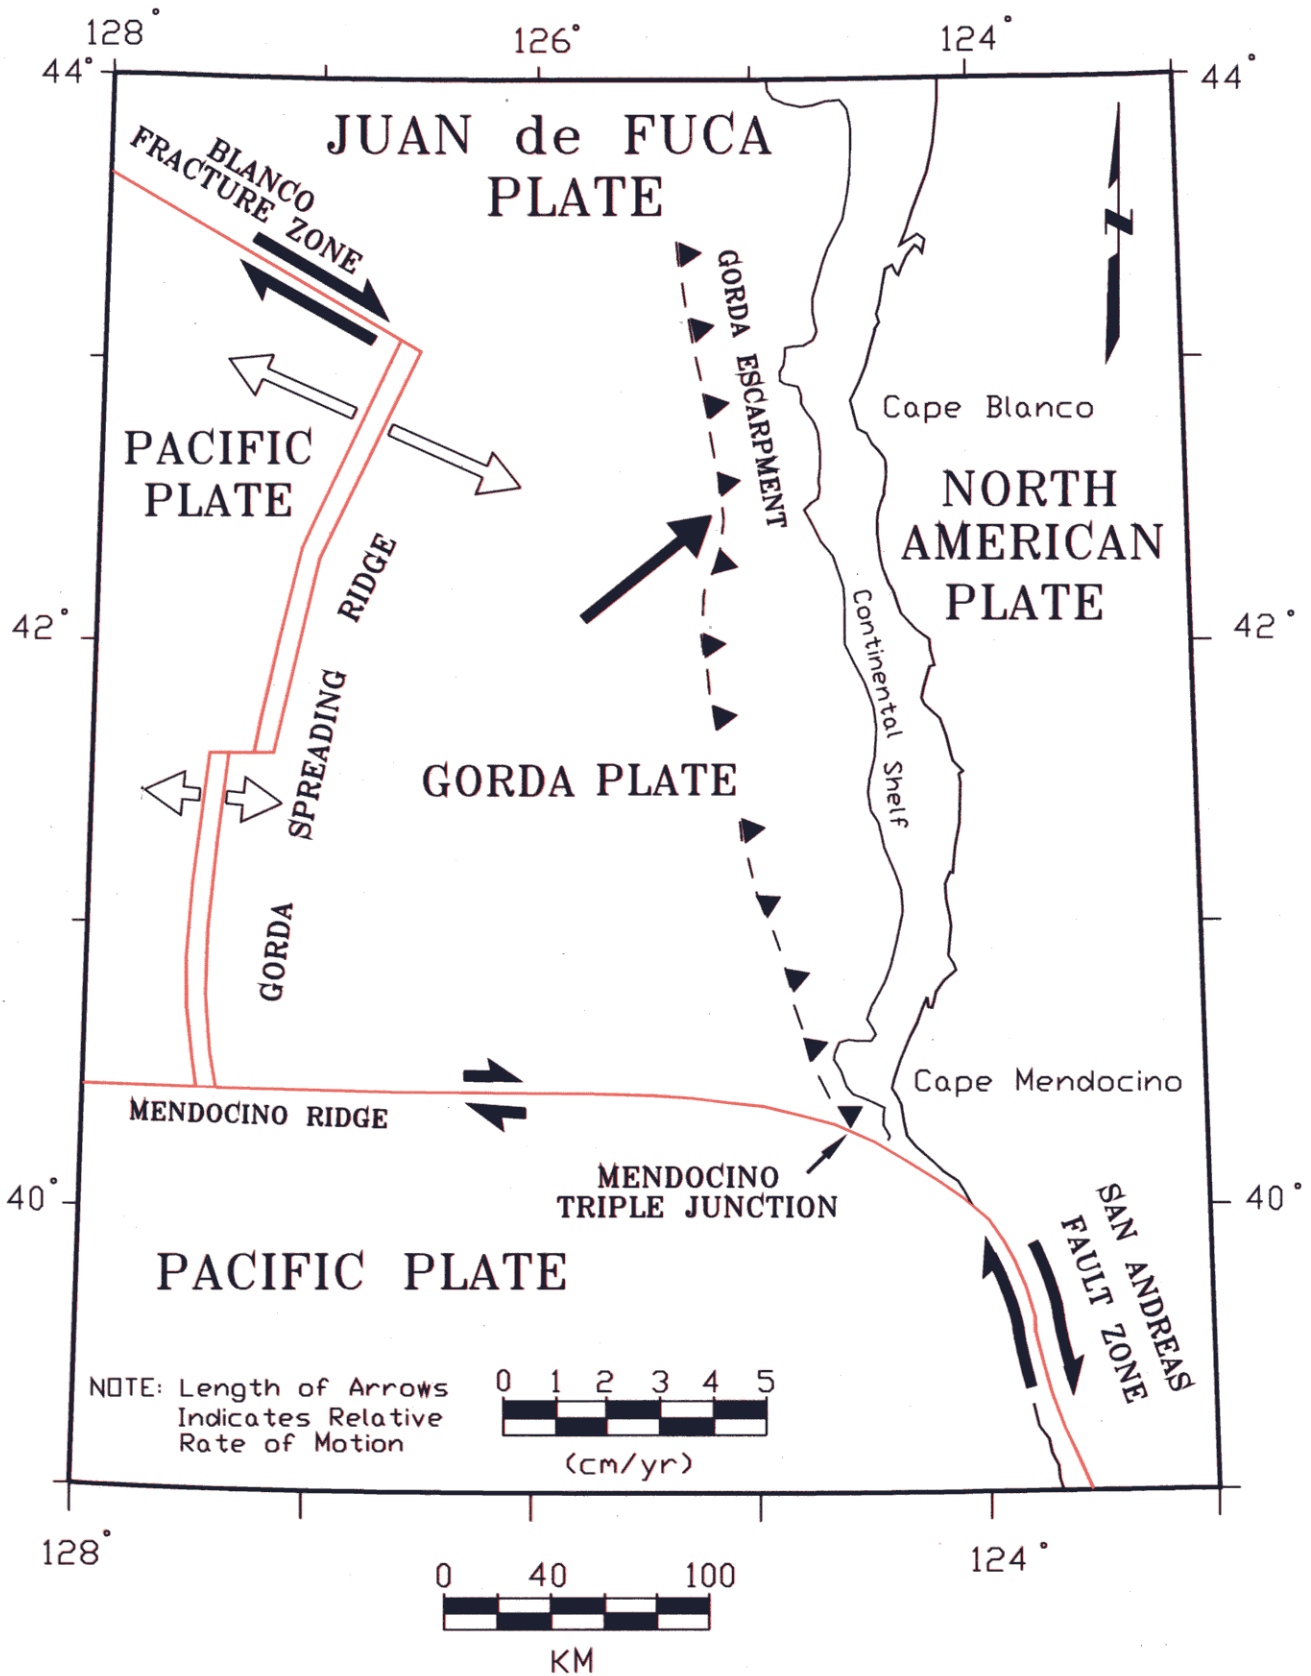 128°
126°
124°
44°
44°
JUAN de FUCA
PLATE
BLANCO
FRACTURE ZONE
N
GORDA ESCARPMENT
Cape Blanco
PACIFIC
PLATE
NORTH
AMERICAN
PLATE
42°
42°
Continental Shelf
GORDA SPREADING RIDGE
GORDA PLATE
Cape Mendocino
MENDOCINO RIDGE
MENDOCINO
TRIPLE JUNCTION
40°
40°
SAN ANDREAS
FAULT ZONE
PACIFIC PLATE
NOTE: Length of Arrows
Indicates Relative
Rate of Motion
0 1 2 3 4 5
(cm/yr)
128°
124°
0 40 100
KM